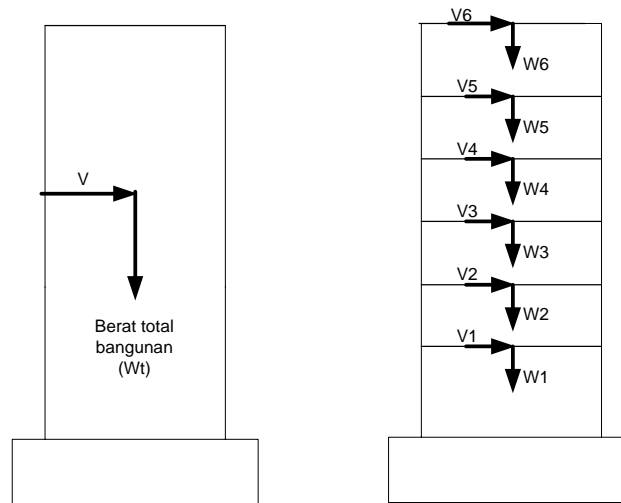 V
Berat total
bangunan
(Wt)
V6
W6
V5
W5
V4
W4
V3
W3
V2
W2
V1
W1